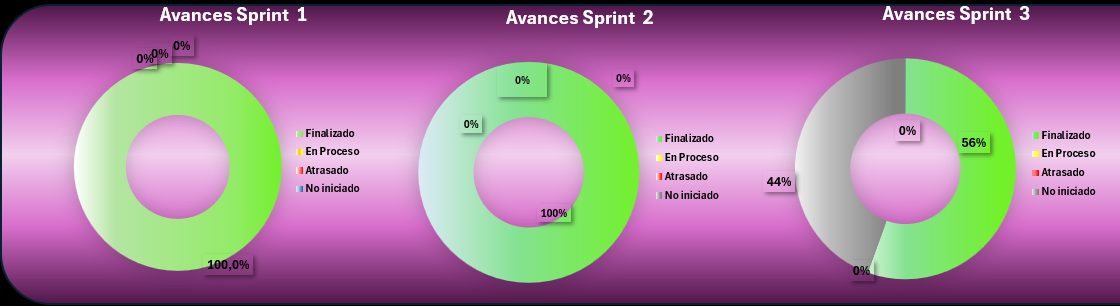 Avances Sprint 1
0%
0%
0%
100,0%
Finalizado
En Proceso
Atrasado
No iniciado
Avances Sprint 2
0%
0%
0%
100%
Finalizado
En Proceso
Atrasado
No iniciado
Avances Sprint 3
0%
56%
44%
0%
Finalizado
En Proceso
Atrasado
No iniciado